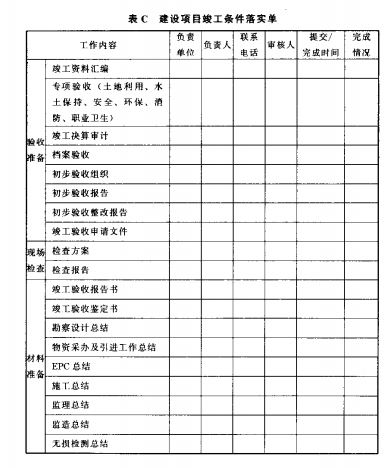 表 C 建设项目竣工条件落实单
工作内容 负责单位 负责人 联系电话 审核人 提交/完成时间 完成情况
验收准备
竣工资料汇编
专项验收（土地利用、水
土保持、安全、环保、消
防、职业卫生）
竣工决算审计
档案验收
初步验收组织
初步验收报告
初步验收整改报告
竣工验收申请文件
现场检查
检查方案
检查报告
材料准备
竣工验收报告书
竣工验收鉴定书
勘察设计总结
物资采办及引进工作总结
EPC 总结
施工总结
监理总结
监造总结
无损检测总结